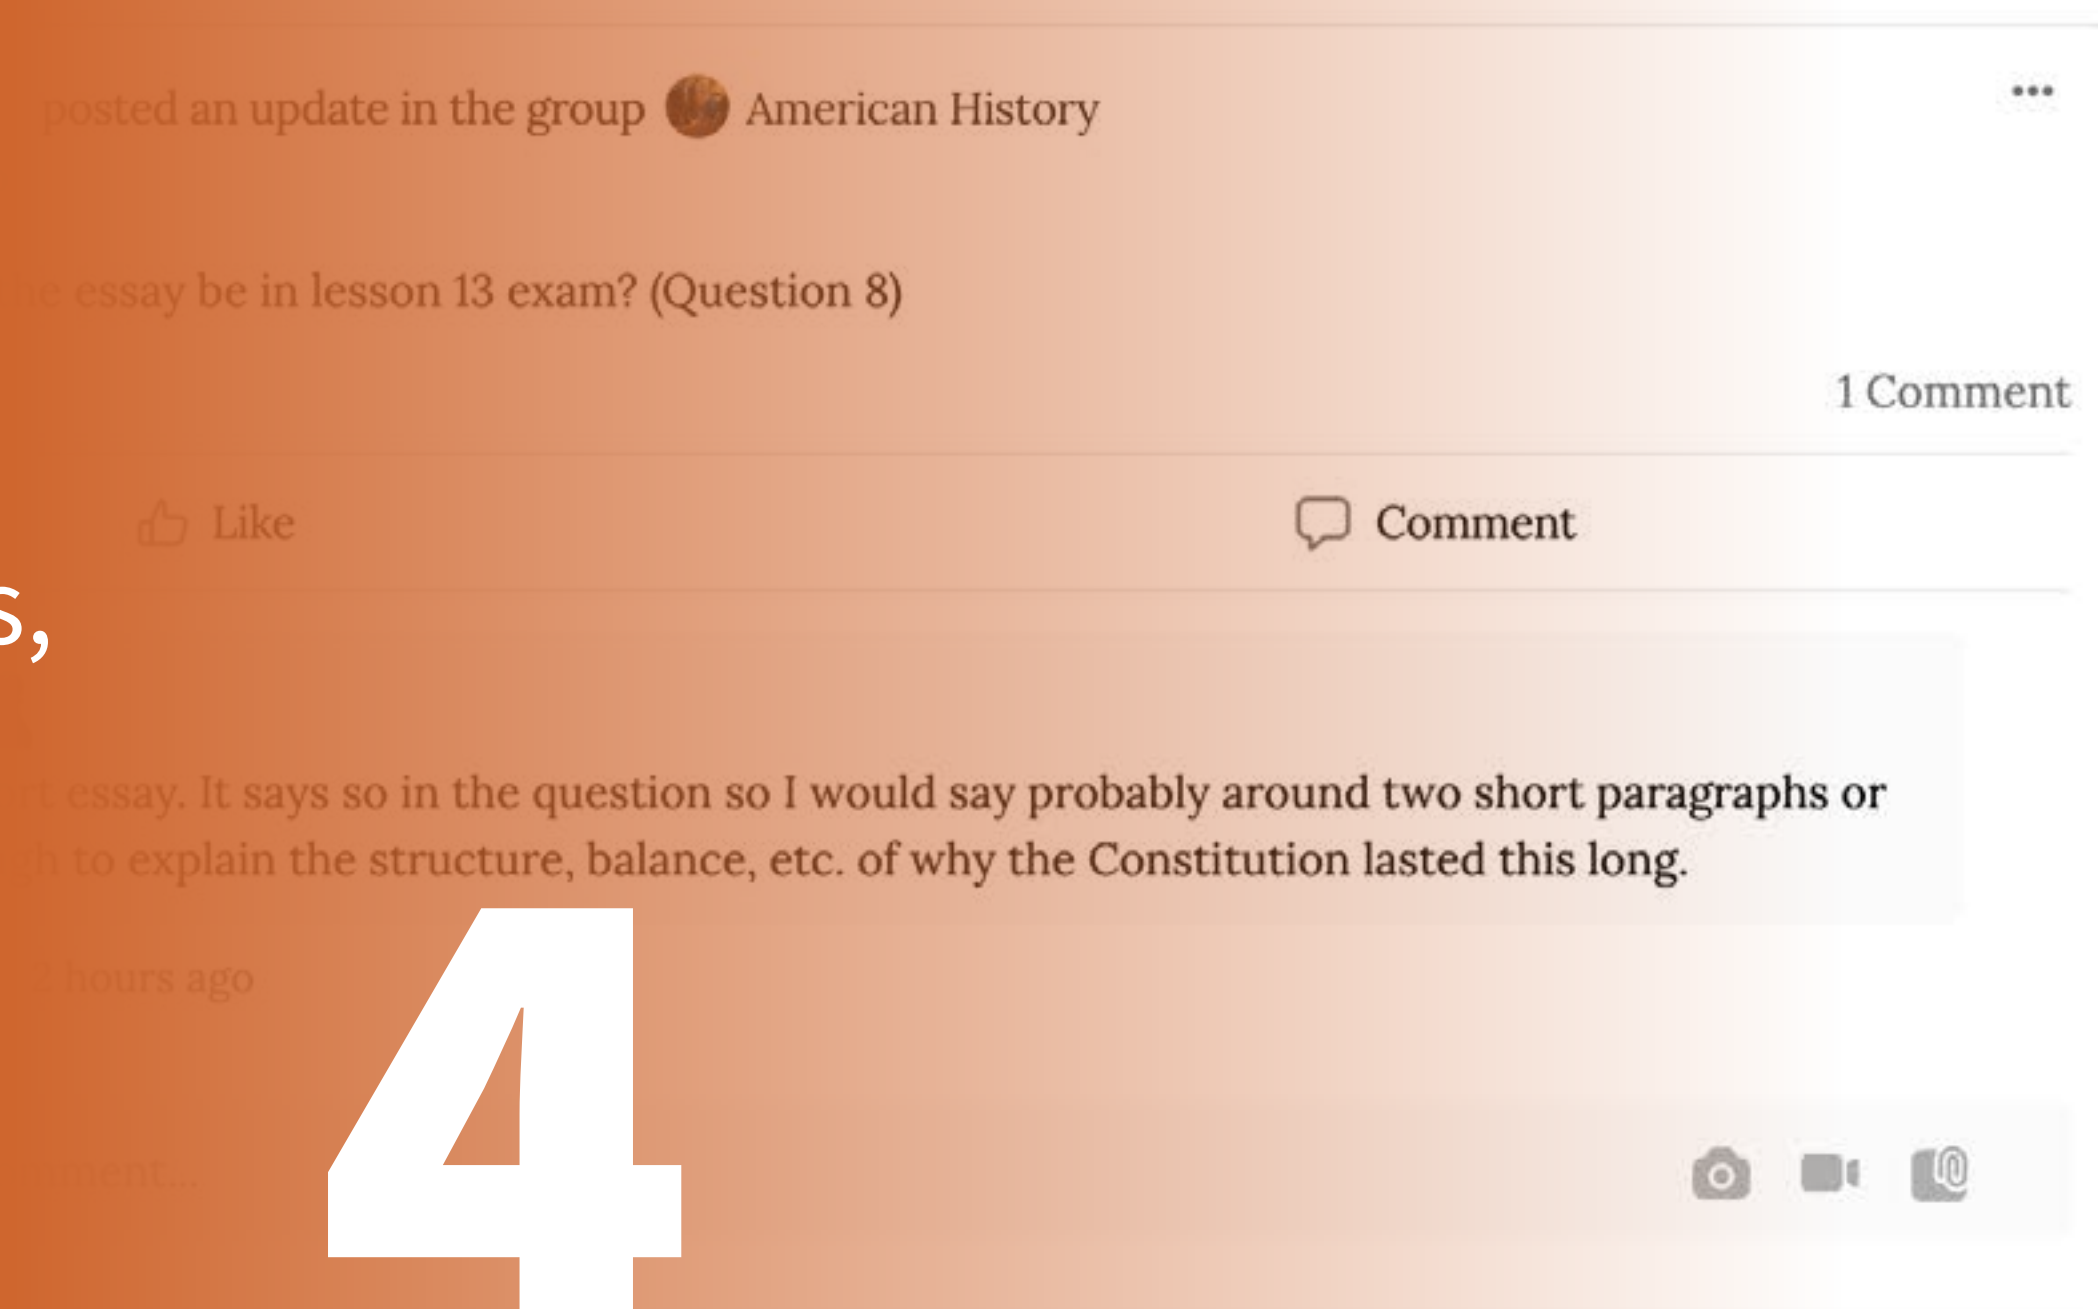 posted an update in the group American History
essay be in lesson 13 exam? (Question 8)
1 Comment
Like
Comment
s,
essay. It says so in the question so I would say probably around two short paragraphs or
to explain the structure, balance, etc. of why the Constitution lasted this long.
2 hours ago
4